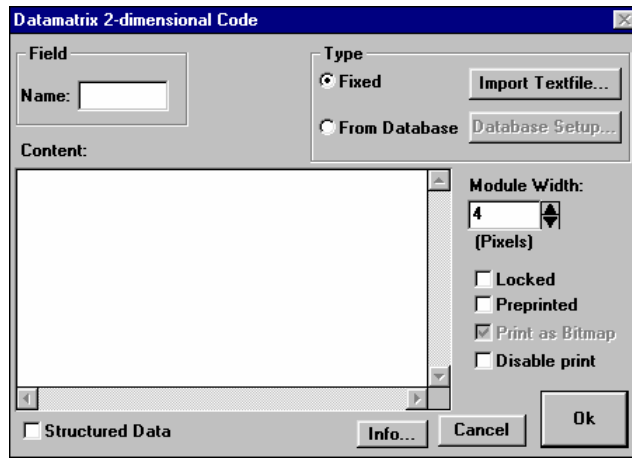 Datamatrix 2-dimensional Code
Field
Name:
Type
Fixed
Import Textfile...
From Database
Database Setup...
Content:
Module Width:
4
(Pixels)
Locked
Preprinted
Print as Bitmap
Disable print
Structured Data
Info...
Cancel
Ok